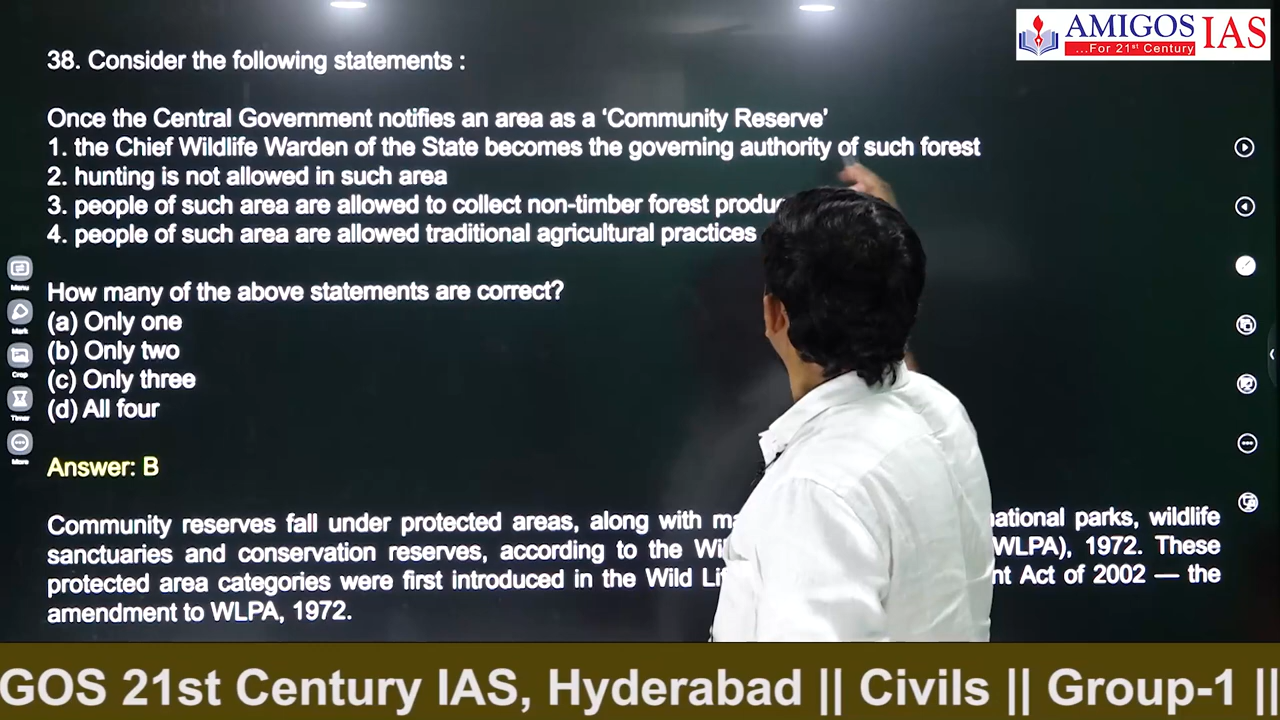 AMIGOS IAS
...For 21st Century
38. Consider the following statements :
Once the Central Government notifies an area as a ‘Community Reserve’
1. the Chief Wildlife Warden of the State becomes the governing authority of such forest
2. hunting is not allowed in such area
3. people of such area are allowed to collect non-timber forest
4. people of such area are allowed traditional agricultural practices
How many of the above statements are correct?
(a) Only one
(b) Only two
(c) Only three
(d) All four
Answer: B
Community reserves fall under protected areas, along with national parks, wildlife
sanctuaries and conservation reserves, according to the WLPA), 1972. These
protected area categories were first introduced in the Wild Act of 2002 — the
amendment to WLPA, 1972.
Menu
Mark
Crop
Timer
More
GOS 21st Century IAS, Hyderabad || Civils || Group-1 ||